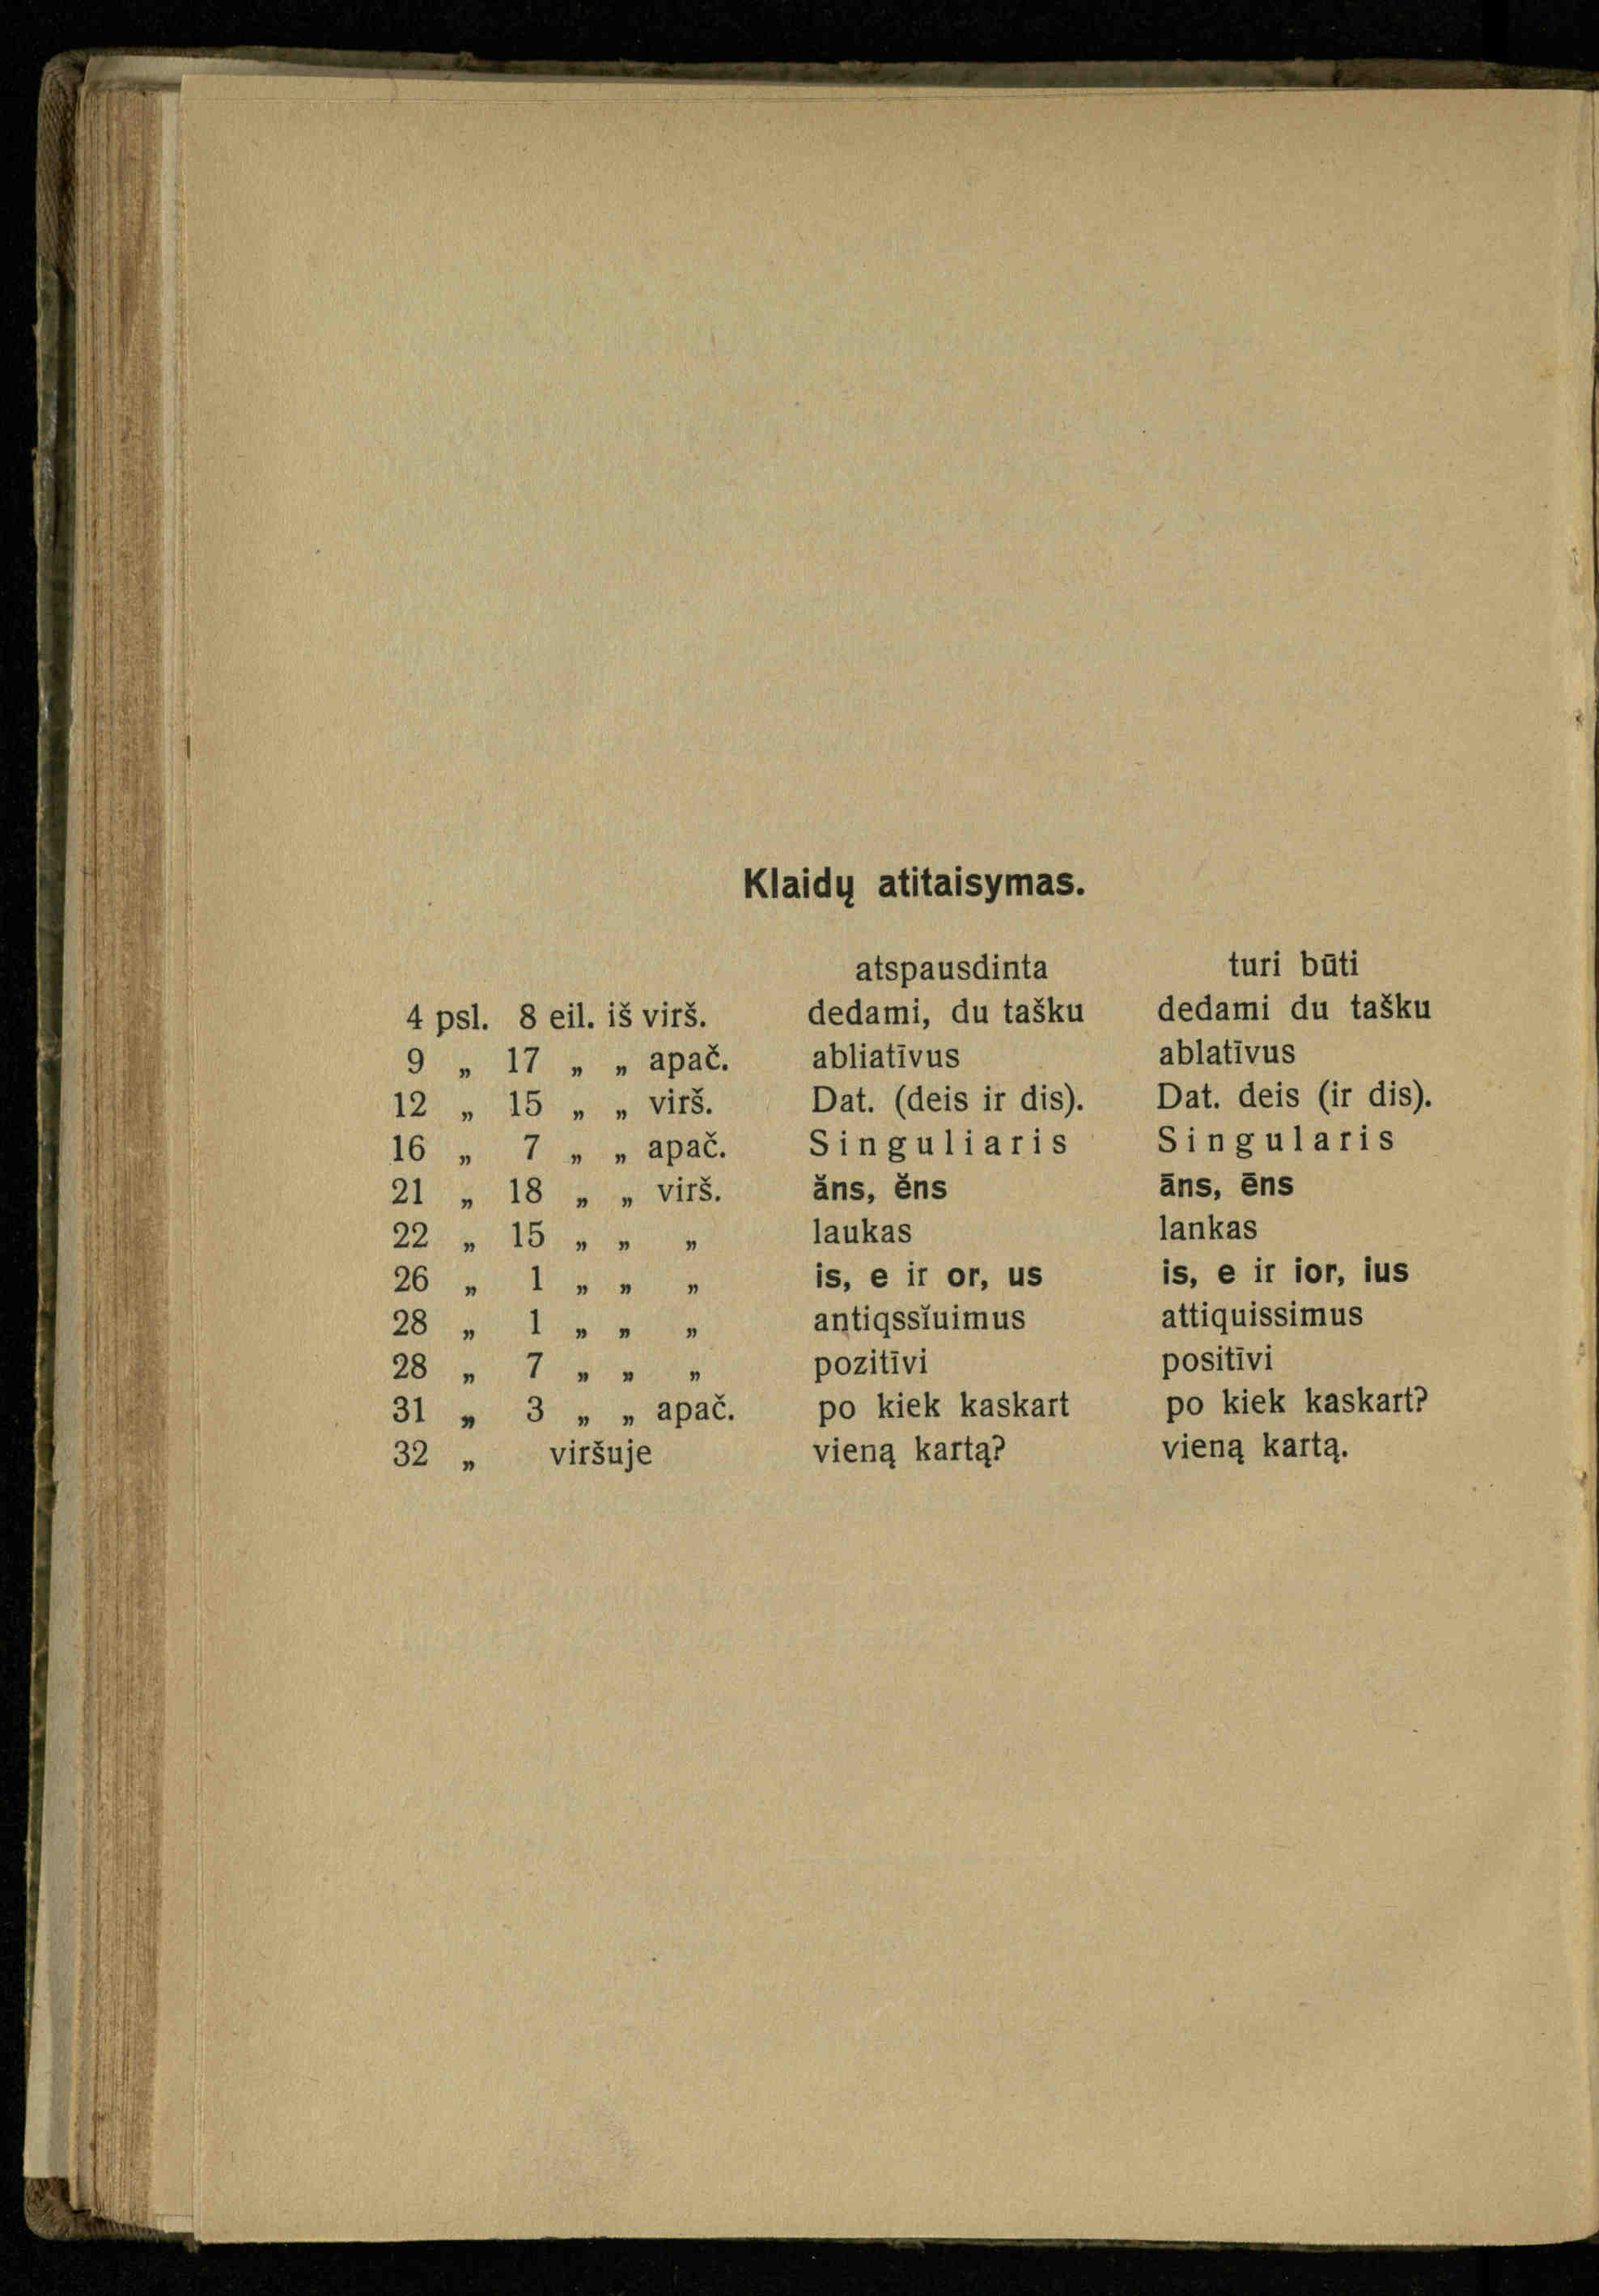 Klaidų atitaisymas.
atspausdinta turi būti
4 psl. 8 eil. iš virš. dedami, du tašku dedami du tašku
9 „ 17 „ „ apač. abliatīvus ablatīvus
12 „ 15 „ „ virš. Dat. (deis ir dis). Dat. deis (ir dis).
16 „ 7 „ „ apač. Singuliaris Singularis
21 „ 18 „ „ virš. ăns, ĕns āns, ēns
22 „ 15 „ „ „ laukas lankas
26 „ 1 „ „ „ is, e ir or, us is, e ir ior, ius
28 „ 1 „ „ „ antiqssĭuimus attiquissimus
28 „ 7 „ „ „ pozitīvi positīvi
31 „ 3 „ „ apač. po kiek kaskart po kiek kaskart?
32 „ viršuje vieną kartą? vieną kartą.